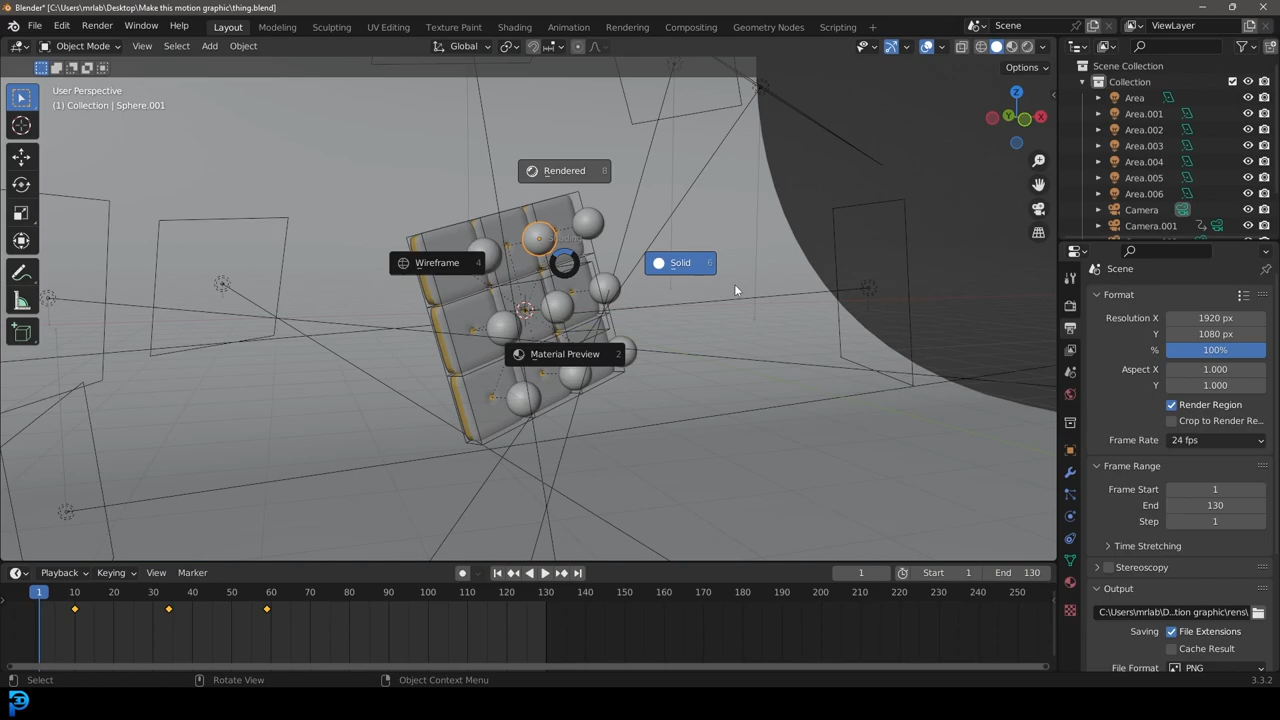 Blender* [C:\Users\mrlab\Desktop\Make this motion graphic\thing.blend]
File Edit Render Window Help Layout Modeling Sculpting UV Editing Texture Paint Shading Animation Rendering Compositing Geometry Nodes Scripting + Scene ViewLayer
Object Mode View Select Add Object Global
Options
User Perspective
(1) Collection | Sphere.001
Z
Y
X
Rendered 8
Shading
Wireframe 4
Solid 6
Material Preview 2
Scene Collection
Collection
Area
Area.001
Area.002
Area.003
Area.004
Area.005
Area.006
Camera
Camera.001
Scene
Format
Resolution X 1920 px
Y 1080 px
% 100%
Aspect X 1.000
Y 1.000
Render Region
Crop to Render Re...
Frame Rate 24 fps
Frame Range
Frame Start 1
End 130
Step 1
Time Stretching
Stereoscopy
Output
C:\Users\mrlab\D...tion graphic\rens\
Saving File Extensions
Cache Result
File Format PNG
Playback Keying View Marker 1 Start 1 End 130
1 10 20 30 40 50 60 70 80 90 100 110 120 130 140 150 160 170 180 190 200 210 220 230 240 250
Select Rotate View Object Context Menu 3.3.2